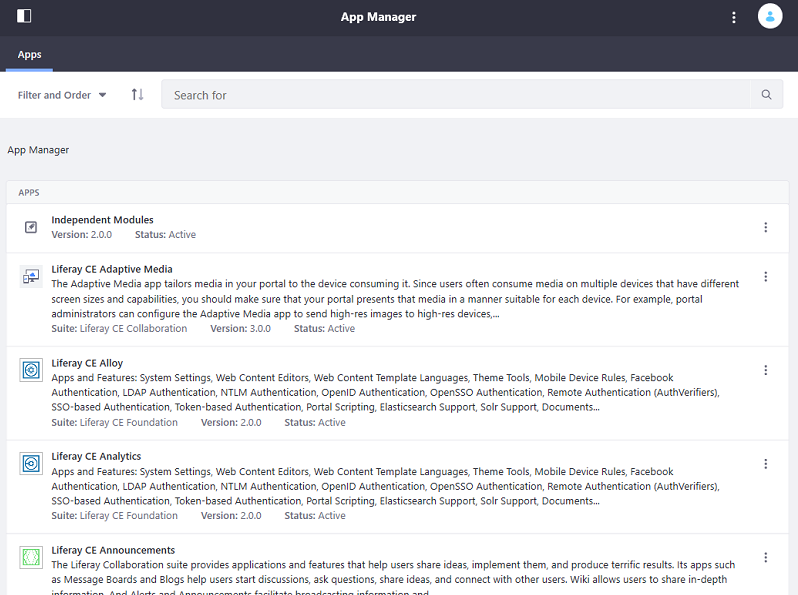 App Manager
Apps
Filter and Order
Search for
App Manager
APPS
Independent Modules
Version: 2.0.0 Status: Active
Liferay CE Adaptive Media
The Adaptive Media app tailors media in your portal to the device consuming it. Since users often consume media on multiple devices that have different
screen sizes and capabilities, you should make sure that your portal presents that media in a manner suitable for each device. For example, portal
administrators can configure the Adaptive Media app to send high-res images to high-res devices,...
Suite: Liferay CE Collaboration Version: 3.0.0 Status: Active
Liferay CE Alloy
Apps and Features: System Settings, Web Content Editors, Web Content Template Languages, Theme Tools, Mobile Device Rules, Facebook
Authentication, LDAP Authentication, NTLM Authentication, OpenID Authentication, OpenSSO Authentication, Remote Authentication (AuthVerifiers),
SSO-based Authentication, Token-based Authentication, Portal Scripting, Elasticsearch Support, Solr Support, Documents...
Suite: Liferay CE Foundation Version: 2.0.0 Status: Active
Liferay CE Analytics
Apps and Features: System Settings, Web Content Editors, Web Content Template Languages, Theme Tools, Mobile Device Rules, Facebook
Authentication, LDAP Authentication, NTLM Authentication, OpenID Authentication, OpenSSO Authentication, Remote Authentication (AuthVerifiers),
SSO-based Authentication, Token-based Authentication, Portal Scripting, Elasticsearch Support, Solr Support, Documents...
Suite: Liferay CE Foundation Version: 2.0.0 Status: Active
Liferay CE Announcements
The Liferay Collaboration suite provides applications and features that help users share ideas, implement them, and produce terrific results. Its apps such
as Message Boards and Blogs help users start discussions, ask questions, share ideas, and connect with other users. Wiki allows users to share in-depth
information. And Alerts and Announcements facilitate broadcasting information and